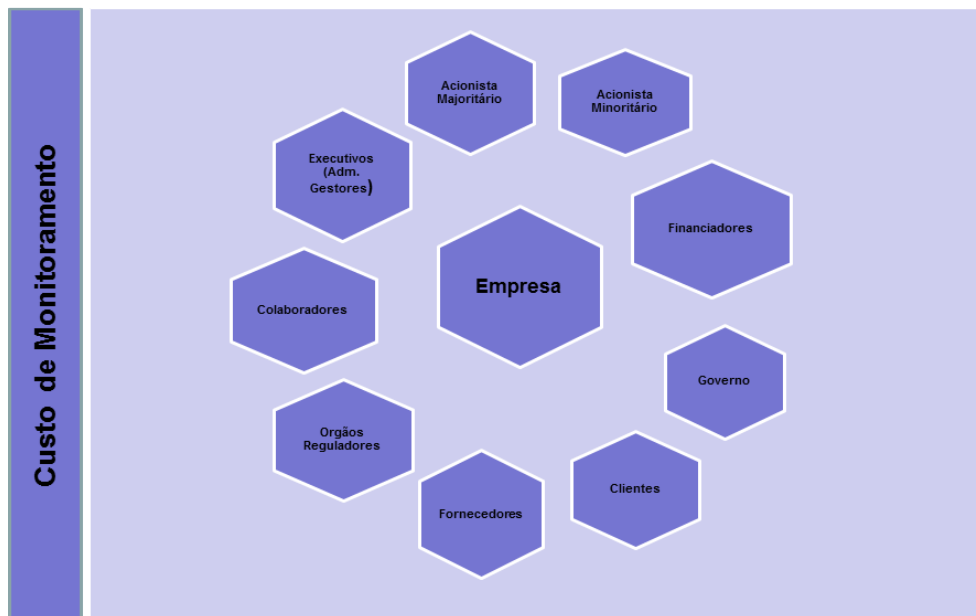 Custo de Monitoramento
Acionista
Majoritário
Acionista
Minoritário
Executivos
(Adm.
Gestores)
Financiadores
Empresa
Colaboradores
Governo
Orgãos
Reguladores
Clientes
Fornecedores